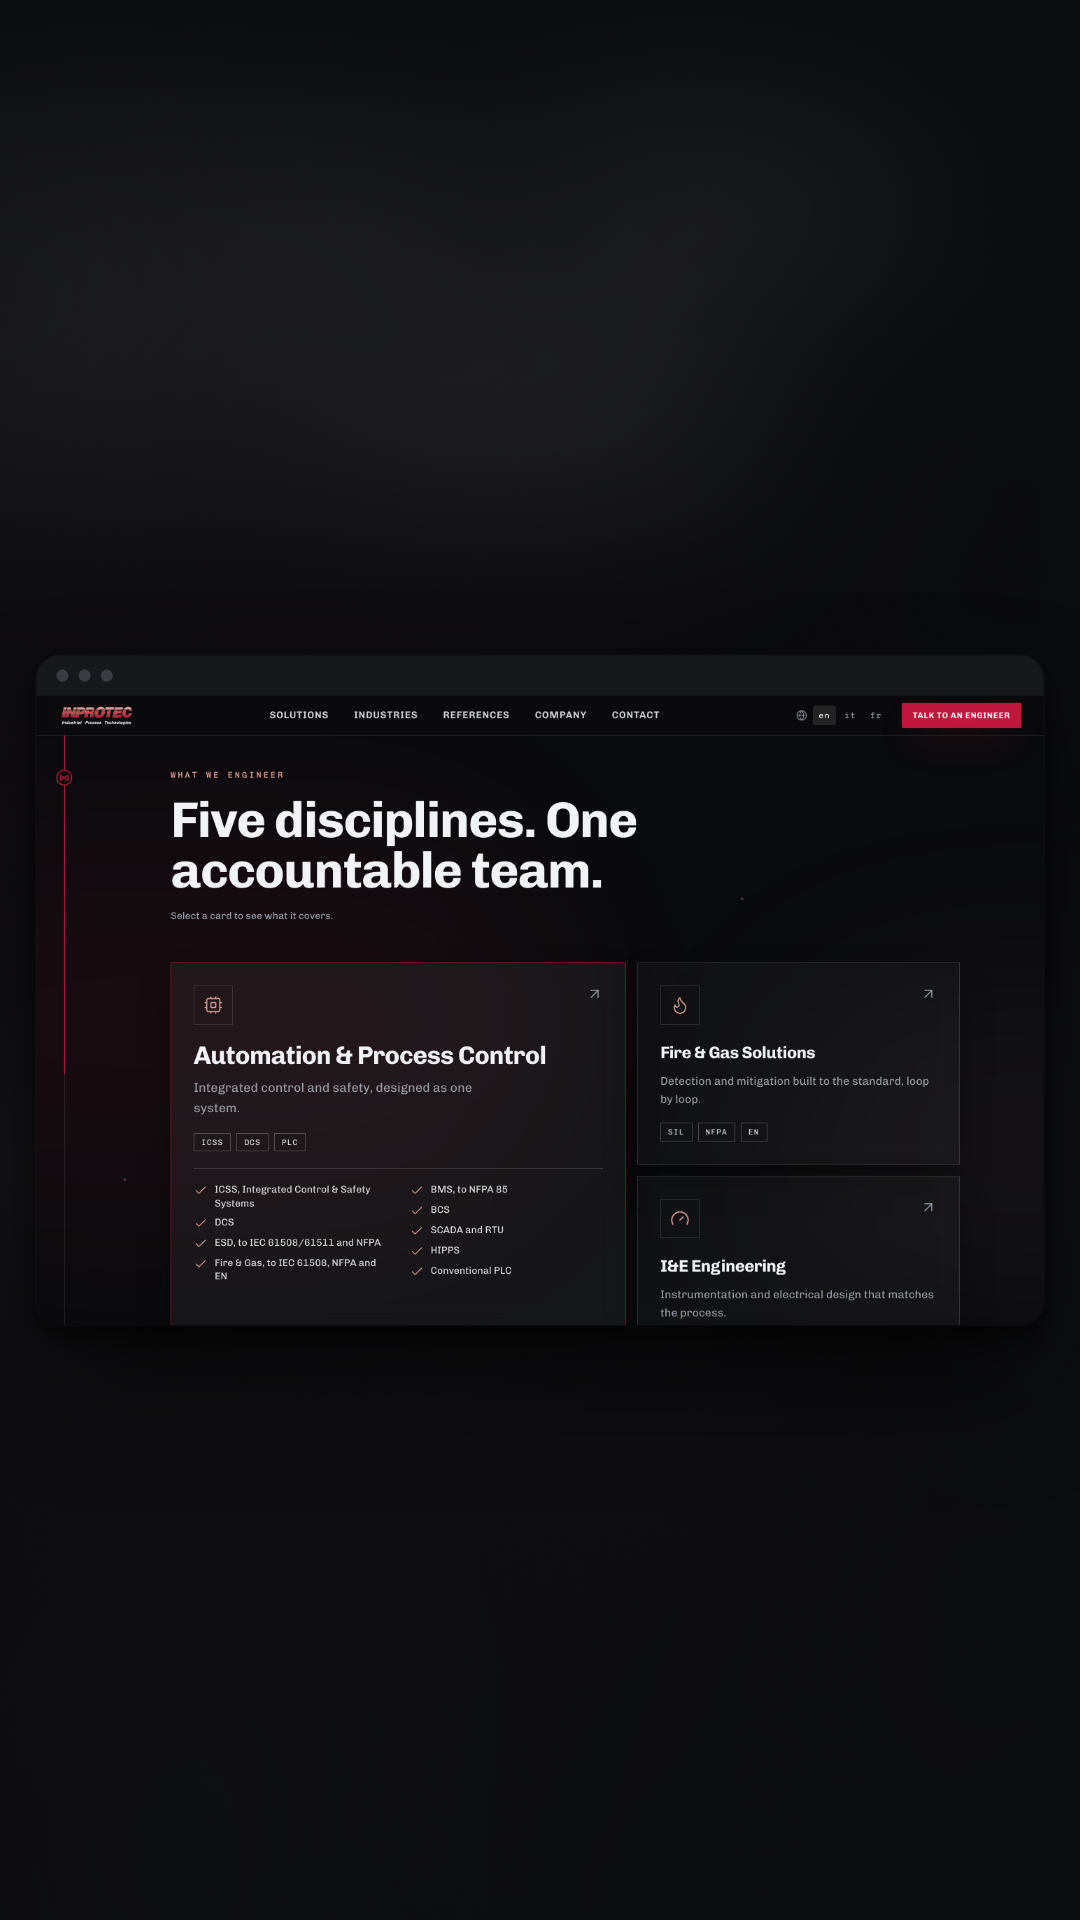 INPROTEC
Industrial Process Technologies
SOLUTIONS
INDUSTRIES
REFERENCES
COMPANY
CONTACT
en
it
fr
TALK TO AN ENGINEER
WHAT WE ENGINEER
Five disciplines. One
accountable team.
Select a card to see what it covers.
Automation & Process Control
Integrated control and safety, designed as one
system.
ICSS
DCS
PLC
ICSS, Integrated Control & Safety
Systems
DCS
ESD, to IEC 61508/61511 and NFPA
Fire & Gas, to IEC 61508, NFPA and
EN
BMS, to NFPA 85
BCS
SCADA and RTU
HIPPS
Conventional PLC
Fire & Gas Solutions
Detection and mitigation built to the standard, loop
by loop.
SIL
NFPA
EN
I&E Engineering
Instrumentation and electrical design that matches
the process.